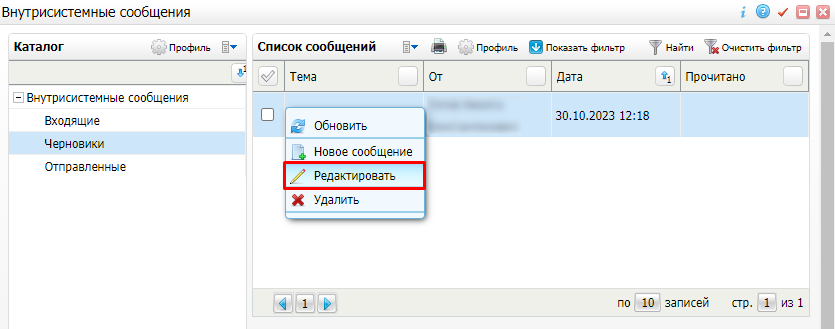 Внутрисистемные сообщения
Каталог
Профиль
Внутрисистемные сообщения
Входящие
Черновики
Отправленные
Список сообщений
Профиль
Показать фильтр
Найти
Очистить фильтр
Тема
От
Дата
1
Прочитано
30.10.2023 12:18
Обновить
Новое сообщение
Редактировать
Удалить
1
по 10 записей стр. 1 из 1